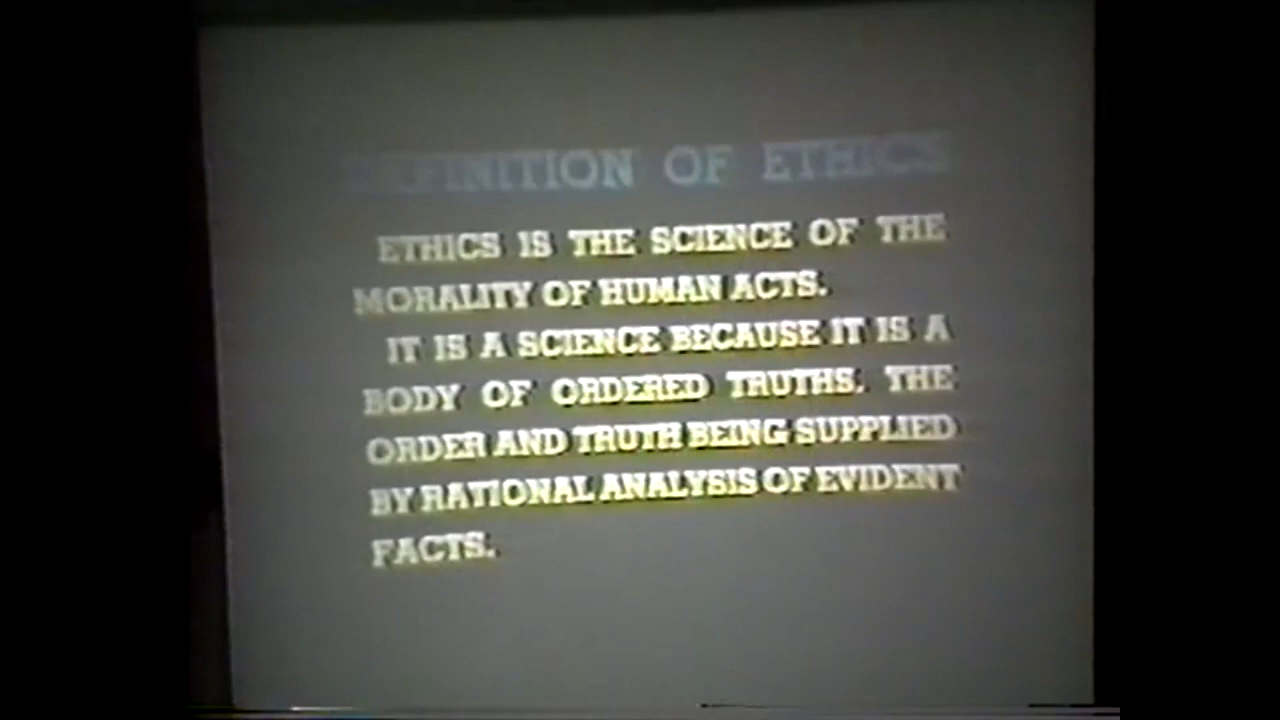 DEFINITION OF ETHICS
ETHICS IS THE SCIENCE OF THE
MORALITY OF HUMAN ACTS.
IT IS A SCIENCE BECAUSE IT IS A
BODY OF ORDERED TRUTHS. THE
ORDER AND TRUTH BEING SUPPLIED
BY RATIONAL ANALYSIS OF EVIDENT
FACTS.